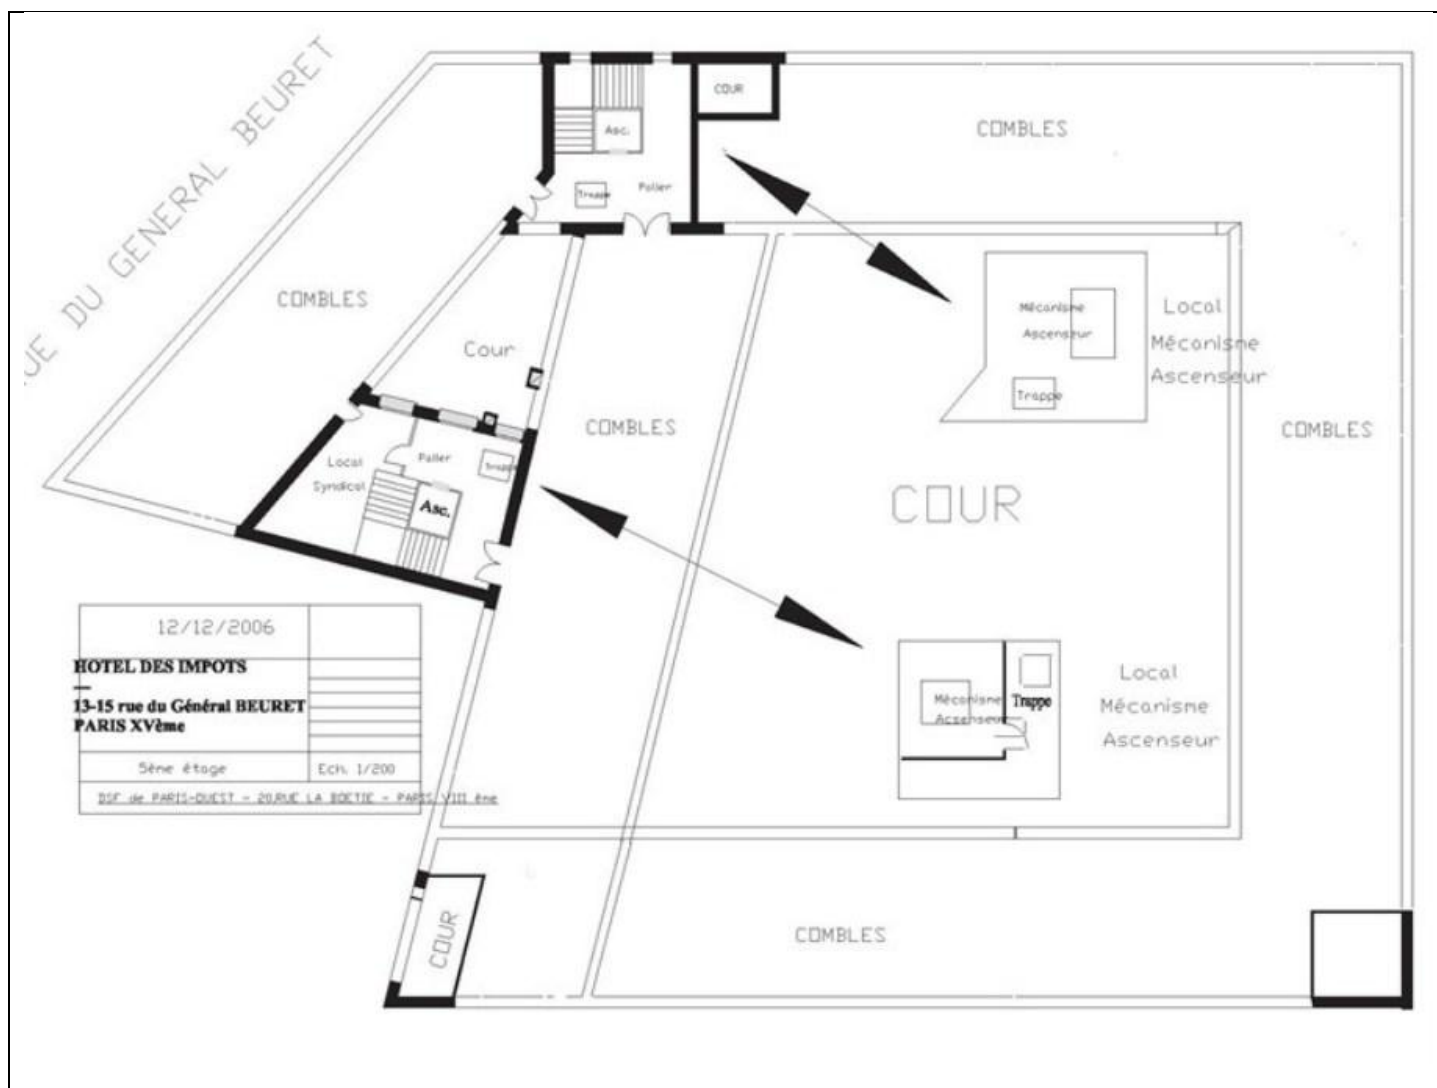 RUE DU GENERAL BEURET
COUR
COMBLES
Asc.
Trappe
Palier
COMBLES
Cour
Mécanisme
Ascenseur
Trappe
Local
Mécanisme
Ascenseur
COMBLES
COMBLES
Local
Syndical
Palier
Trappe
Asc.
COUR
12/12/2006
HOTEL DES IMPOTS
13-15 rue du Général BEURET
PARIS XVème
5ème étage
Ech. 1/200
DSF de PARIS-OUEST - 20,RUE LA BOETIE - PARIS VIII ème
Mécanisme
Acsenseur
Trappe
Local
Mécanisme
Ascenseur
COUR
COMBLES